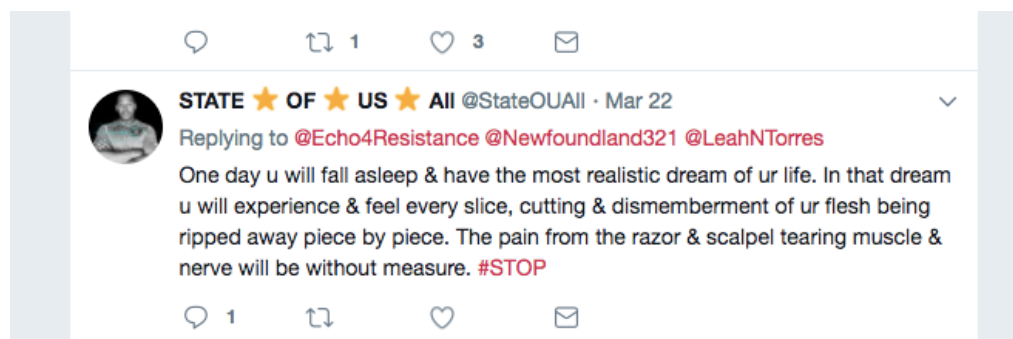 1 3
STATE ⭐ OF ⭐ US ⭐ All @StateOUAll · Mar 22
Replying to @Echo4Resistance @Newfoundland321 @LeahNTorres
One day u will fall asleep & have the most realistic dream of ur life. In that dream
u will experience & feel every slice, cutting & dismemberment of ur flesh being
ripped away piece by piece. The pain from the razor & scalpel tearing muscle &
nerve will be without measure. #STOP
1